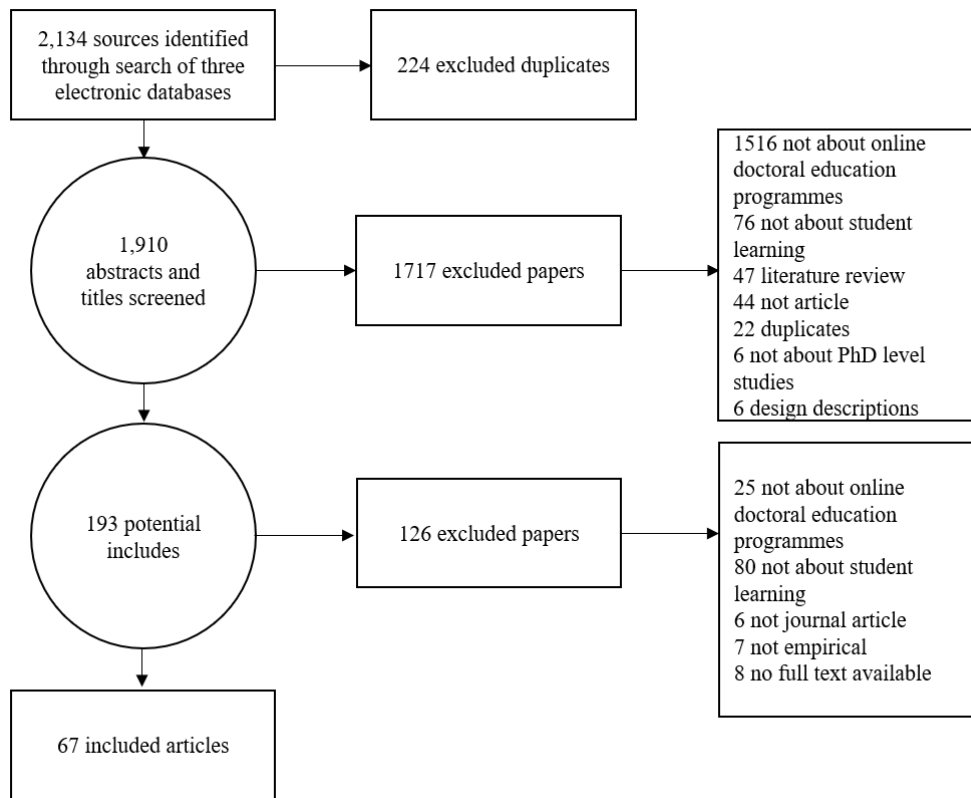 2,134 sources identified
through search of three
electronic databases
224 excluded duplicates
1,910
abstracts and
titles screened
1717 excluded papers
1516 not about online
doctoral education
programmes
76 not about student
learning
47 literature review
44 not article
22 duplicates
6 not about PhD level
studies
6 design descriptions
193 potential
includes
126 excluded papers
25 not about online
doctoral education
programmes
80 not about student
learning
6 not journal article
7 not empirical
8 no full text available
67 included articles